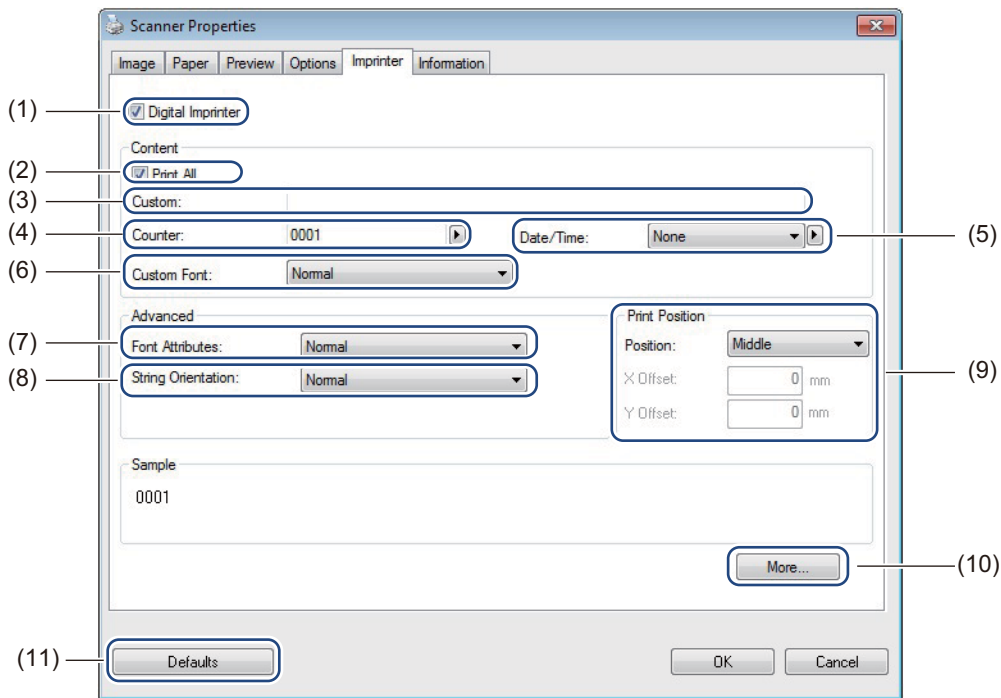 Scanner Properties
Image Paper Preview Options Imprinter Information
(1) Digital Imprinter
Content
(2) Print All
(3) Custom:
(4) Counter: 0001 Date/Time: None (5)
(6) Custom Font: Normal
Advanced Print Position
(7) Font Attributes: Normal Position: Middle
(8) String Orientation: Normal X Offset: 0 mm (9)
Y Offset: 0 mm
Sample
0001
More... (10)
(11) Defaults OK Cancel